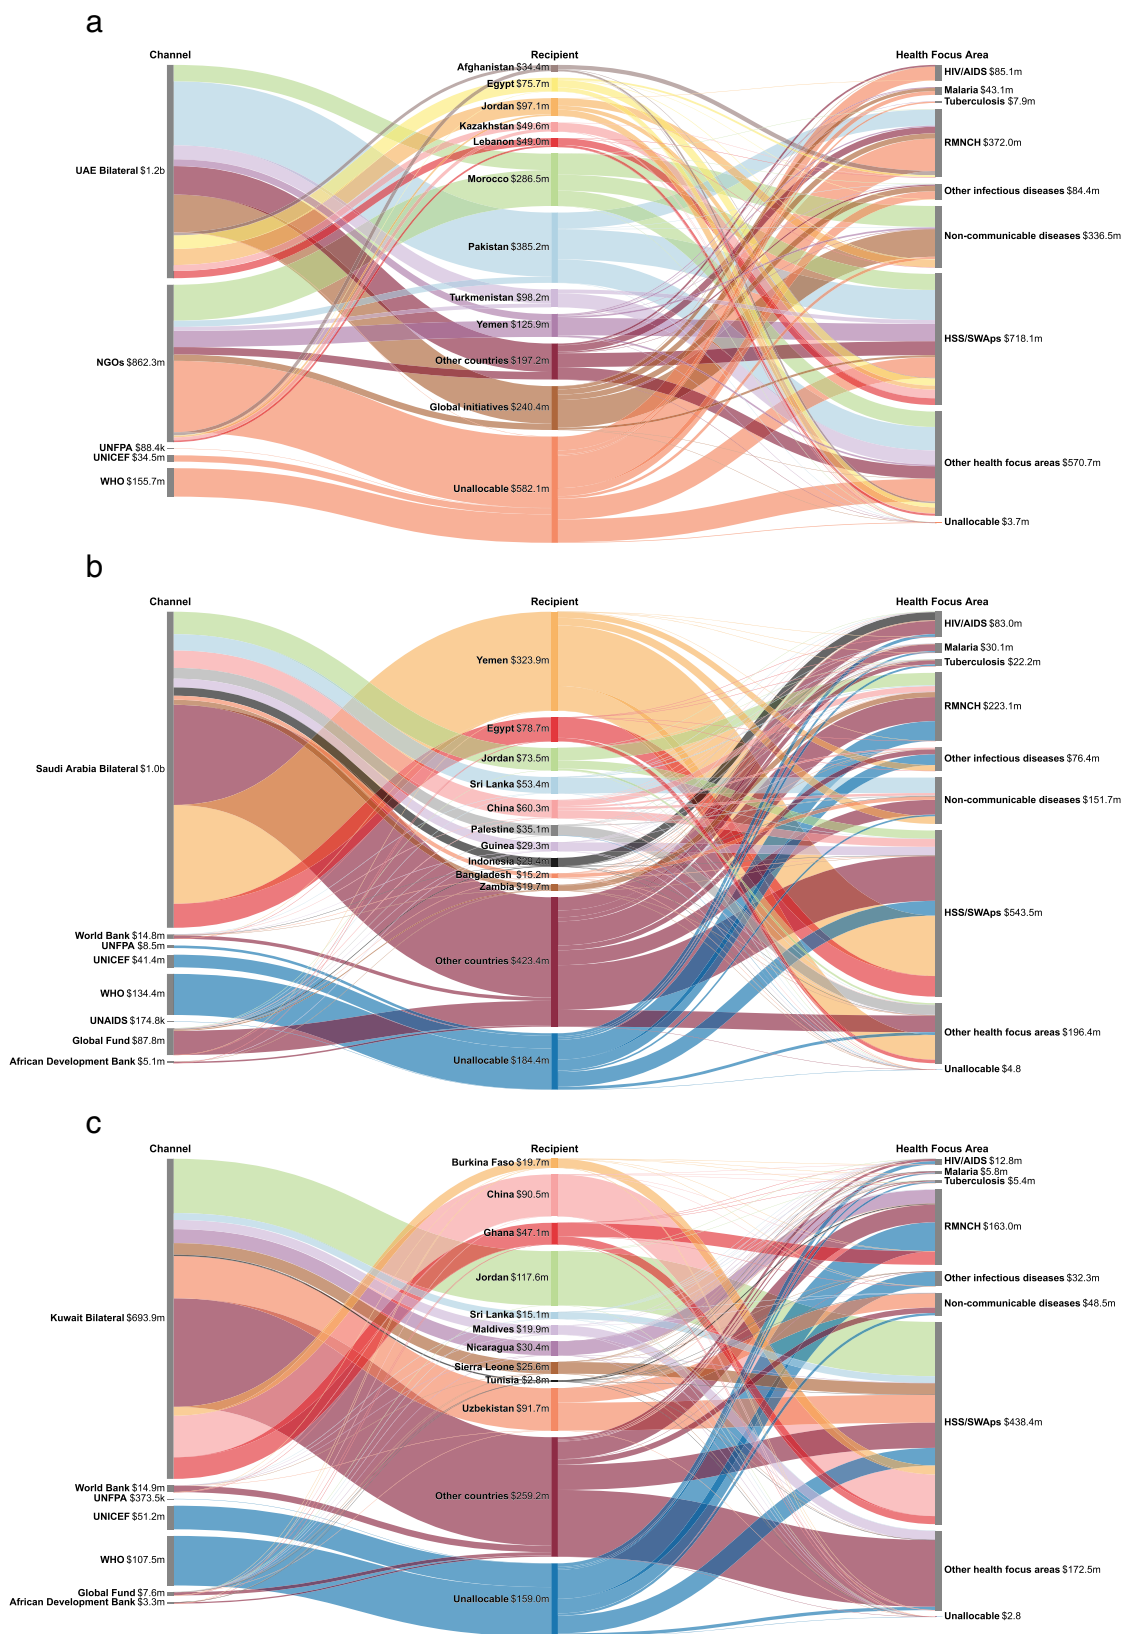 a
Channel
Recipient
Health Focus Area
UAE Bilateral $1.2b
NGOs $862.3m
UNFPA $88.4k
UNICEF $34.5m
WHO $155.7m
Afghanistan $34.4m
Egypt $75.7m
Jordan $97.1m
Kazakhstan $49.6m
Lebanon $49.0m
Morocco $286.5m
Pakistan $385.2m
Turkmenistan $98.2m
Yemen $125.9m
Other countries $197.2m
Global initiatives $240.4m
Unallocable $582.1m
HIV/AIDS $85.1m
Malaria $43.1m
Tuberculosis $7.9m
RMNCH $372.0m
Other infectious diseases $84.4m
Non-communicable diseases $336.5m
HSS/SWAps $718.1m
Other health focus areas $570.7m
Unallocable $3.7m
b
Channel
Recipient
Health Focus Area
Saudi Arabia Bilateral $1.0b
World Bank $14.8m
UNFPA $8.5m
UNICEF $41.4m
WHO $134.4m
UNAIDS $174.8k
Global Fund $87.8m
African Development Bank $5.1m
Yemen $323.9m
Egypt $78.7m
Jordan $73.5m
Sri Lanka $53.4m
China $60.3m
Palestine $35.1m
Guinea $29.3m
Indonesia $29.4m
Bangladesh $15.2m
Zambia $19.7m
Other countries $423.4m
Unallocable $184.4m
HIV/AIDS $83.0m
Malaria $30.1m
Tuberculosis $22.2m
RMNCH $223.1m
Other infectious diseases $76.4m
Non-communicable diseases $151.7m
HSS/SWAps $543.5m
Other health focus areas $196.4m
Unallocable $4.8
c
Channel
Recipient
Health Focus Area
Kuwait Bilateral $693.9m
World Bank $14.9m
UNFPA $373.5k
UNICEF $51.2m
WHO $107.5m
Global Fund $7.6m
African Development Bank $3.3m
Burkina Faso $19.7m
China $90.5m
Ghana $47.1m
Jordan $117.6m
Sri Lanka $15.1m
Maldives $19.9m
Nicaragua $30.4m
Sierra Leone $25.6m
Tunisia $2.8m
Uzbekistan $91.7m
Other countries $259.2m
Unallocable $159.0m
HIV/AIDS $12.8m
Malaria $5.8m
Tuberculosis $5.4m
RMNCH $163.0m
Other infectious diseases $32.3m
Non-communicable diseases $48.5m
HSS/SWAps $438.4m
Other health focus areas $172.5m
Unallocable $2.8